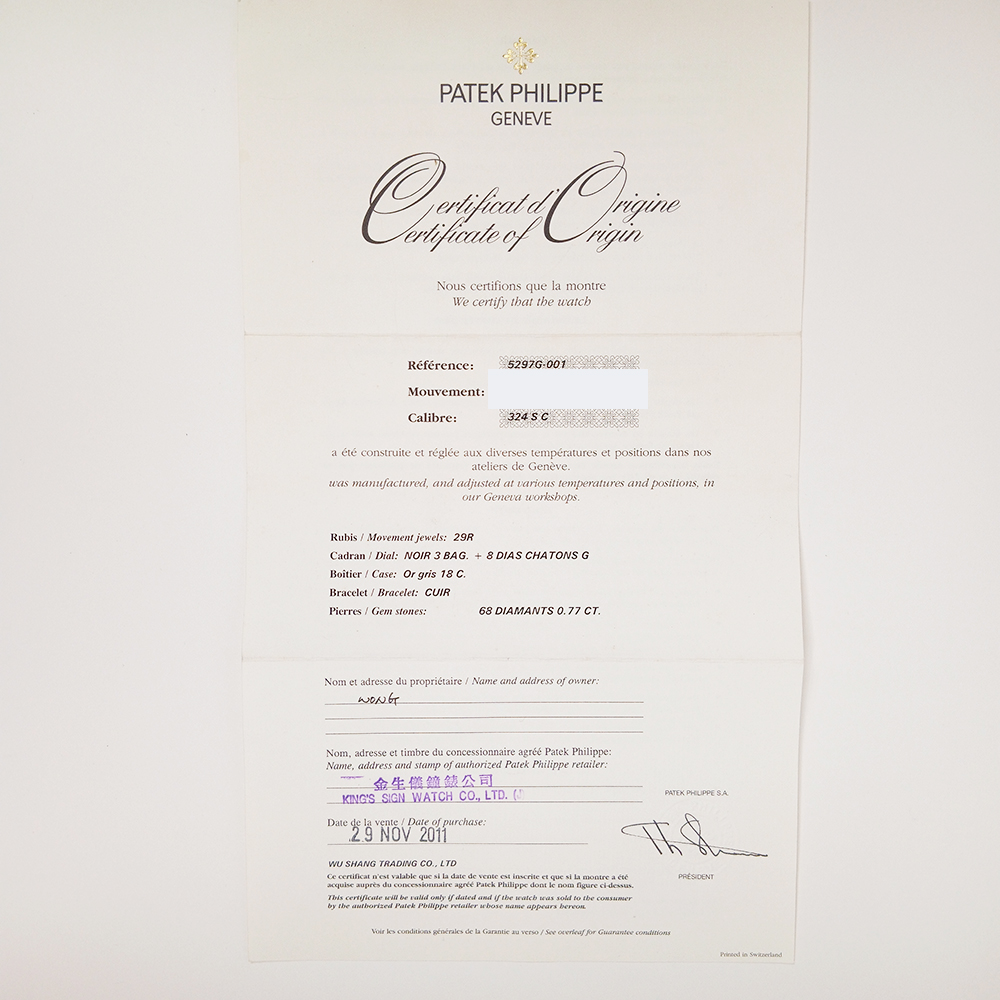 PATEK PHILIPPE
GENEVE
Certificat d'Origine
Certificate of Origin
Nous certifions que la montre
We certify that the watch
Référence: 5297G-001
Mouvement:
Calibre: 324 S C
a été construite et réglée aux diverses températures et positions dans nos
ateliers de Genève.
was manufactured, and adjusted at various temperatures and positions, in
our Geneva workshops.
Rubis / Movement jewels: 29R
Cadran / Dial: NOIR 3 BAG. + 8 DIAS CHATONS G
Boîtier / Case: Or gris 18 C.
Bracelet / Bracelet: CUIR
Pierres / Gem stones: 68 DIAMANTS 0.77 CT.
Nom et adresse du propriétaire / Name and address of owner:
WONG
Nom, adresse et timbre du concessionnaire agréé Patek Philippe:
Name, address and stamp of authorized Patek Philippe retailer:
金生儀鐘錶公司
KING'S SIGN WATCH CO., LTD.
PATEK PHILIPPE S.A.
Date de la vente / Date of purchase:
29 NOV 2011
PRÉSIDENT
WU SHANG TRADING CO., LTD
Ce certificat n'est valable que si la date de vente est inscrite et que si la montre a été
acquise auprès du concessionnaire agréé Patek Philippe dont le nom figure ci-dessus.
This certificate will be valid only if dated and if the watch was sold to the consumer
by the authorized Patek Philippe retailer whose name appears hereon.
Voir les conditions générales de la Garantie au verso / See overleaf for Guarantee conditions
Printed in Switzerland